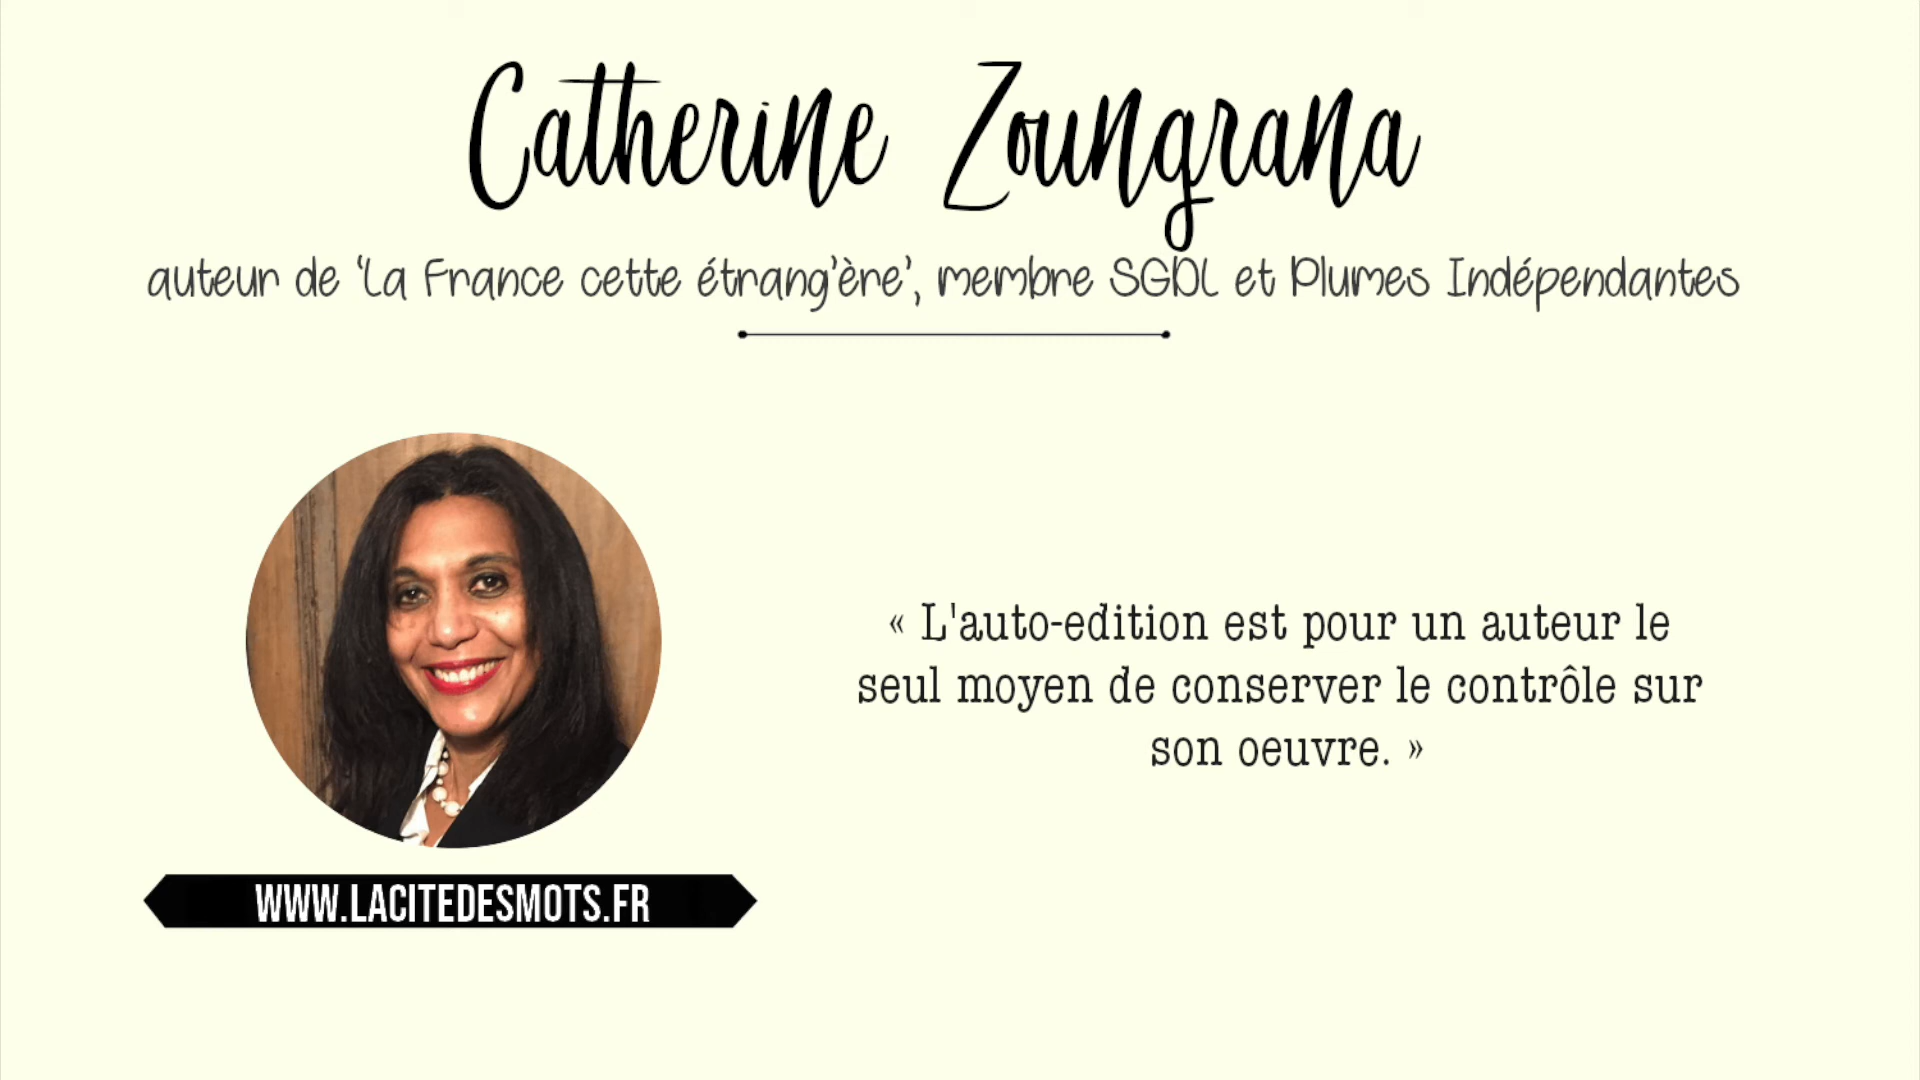 Catherine Zoungrana
auteur de 'La France cette étrang'ère', membre SGDL et Plumes Indépendantes
« L'auto-edition est pour un auteur le
seul moyen de conserver le contrôle sur
son oeuvre. »
WWW.LACITEDESMOTS.FR